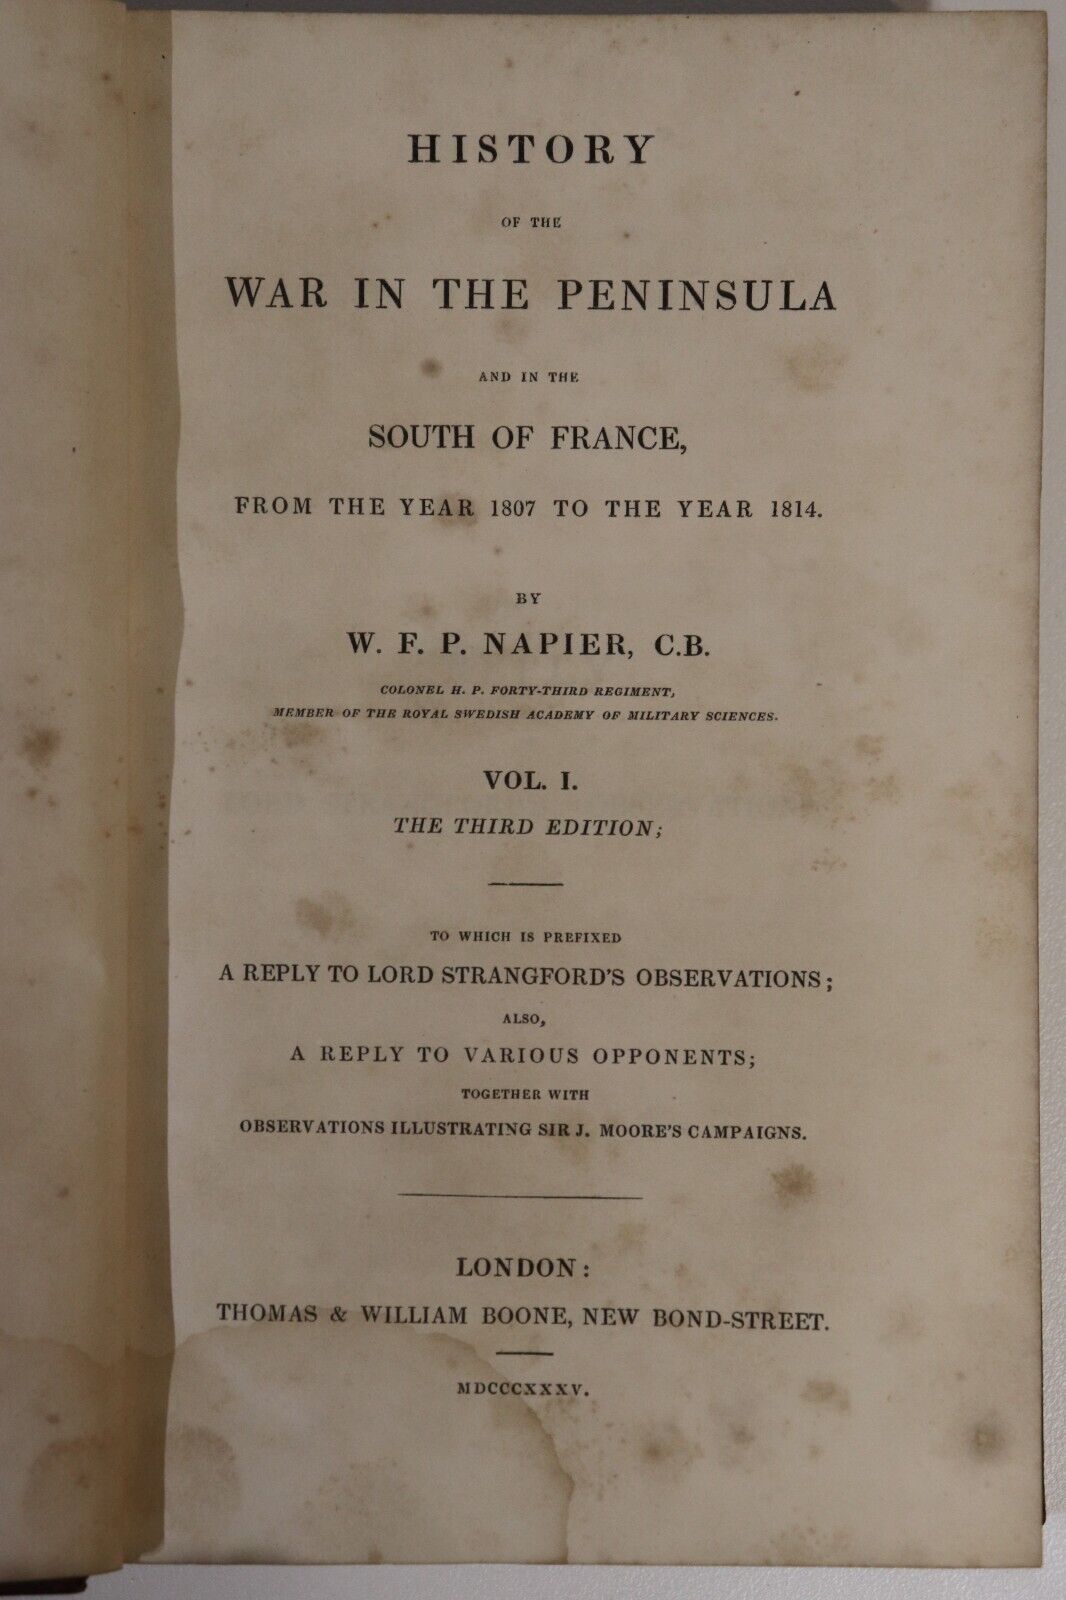 HISTORY
OF THE
WAR IN THE PENINSULA
AND IN THE
SOUTH OF FRANCE,
FROM THE YEAR 1807 TO THE YEAR 1814.
BY
W. F. P. NAPIER, C.B.
COLONEL H. P. FORTY-THIRD REGIMENT,
MEMBER OF THE ROYAL SWEDISH ACADEMY OF MILITARY SCIENCES.
VOL. I.
THE THIRD EDITION;
TO WHICH IS PREFIXED
A REPLY TO LORD STRANGFORD'S OBSERVATIONS;
ALSO,
A REPLY TO VARIOUS OPPONENTS;
TOGETHER WITH
OBSERVATIONS ILLUSTRATING SIR J. MOORE'S CAMPAIGNS.
LONDON:
THOMAS & WILLIAM BOONE, NEW BOND-STREET.
MDCCCXXXV.